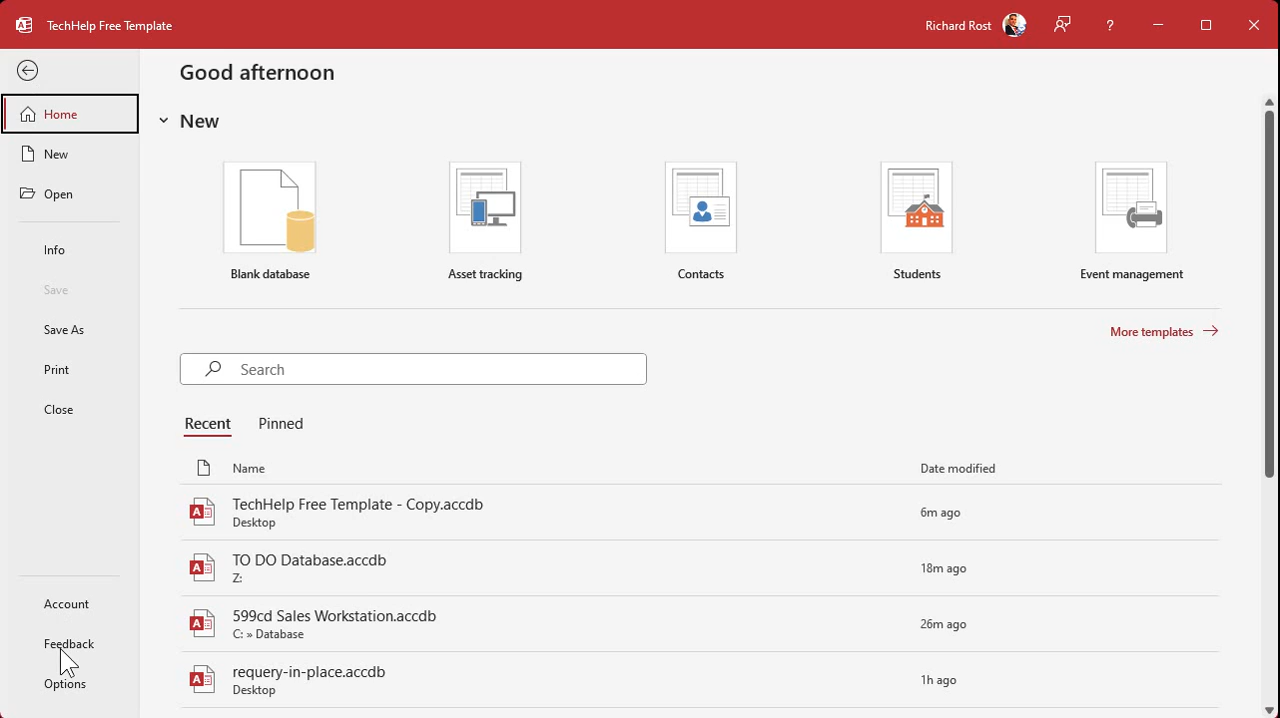 TechHelp Free Template
Richard Rost
?
Good afternoon
Home
New
Open
Info
Save
Save As
Print
Close
Account
Feedback
Options
New
Blank database
Asset tracking
Contacts
Students
Event management
More templates
Search
Recent
Pinned
Name
Date modified
A
TechHelp Free Template - Copy.accdb
Desktop
6m ago
A
TO DO Database.accdb
Z:
18m ago
A
599cd Sales Workstation.accdb
C: » Database
26m ago
A
requery-in-place.accdb
Desktop
1h ago